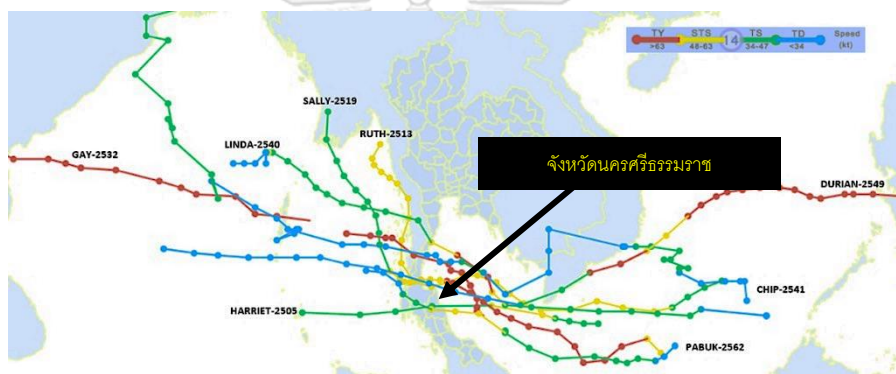 TY STS 14 TS TD Speed
>63 48-63 34-47 <34 (kt)
SALLY-2519
RUTH-2513
LINDA-2540
GAY-2532
จังหวัดนครศรีธรรมราช
DURIAN-2549
CHIP-2541
HARRIET-2505
PABUK-2562